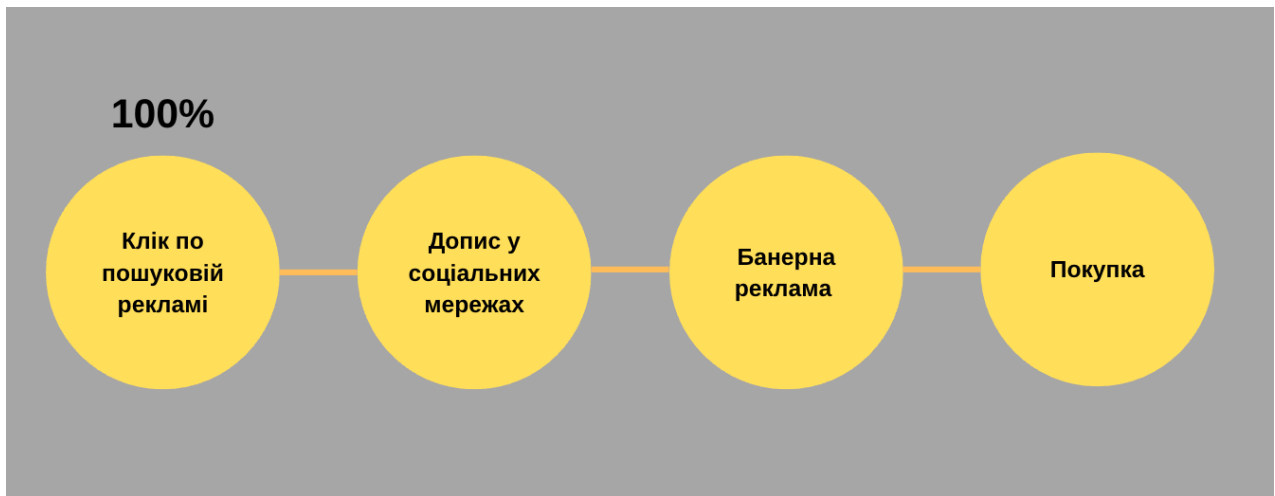 100%
Клік по
пошуковій
рекламі
Допис у
соціальних
мережах
Банерна
реклама
Покупка